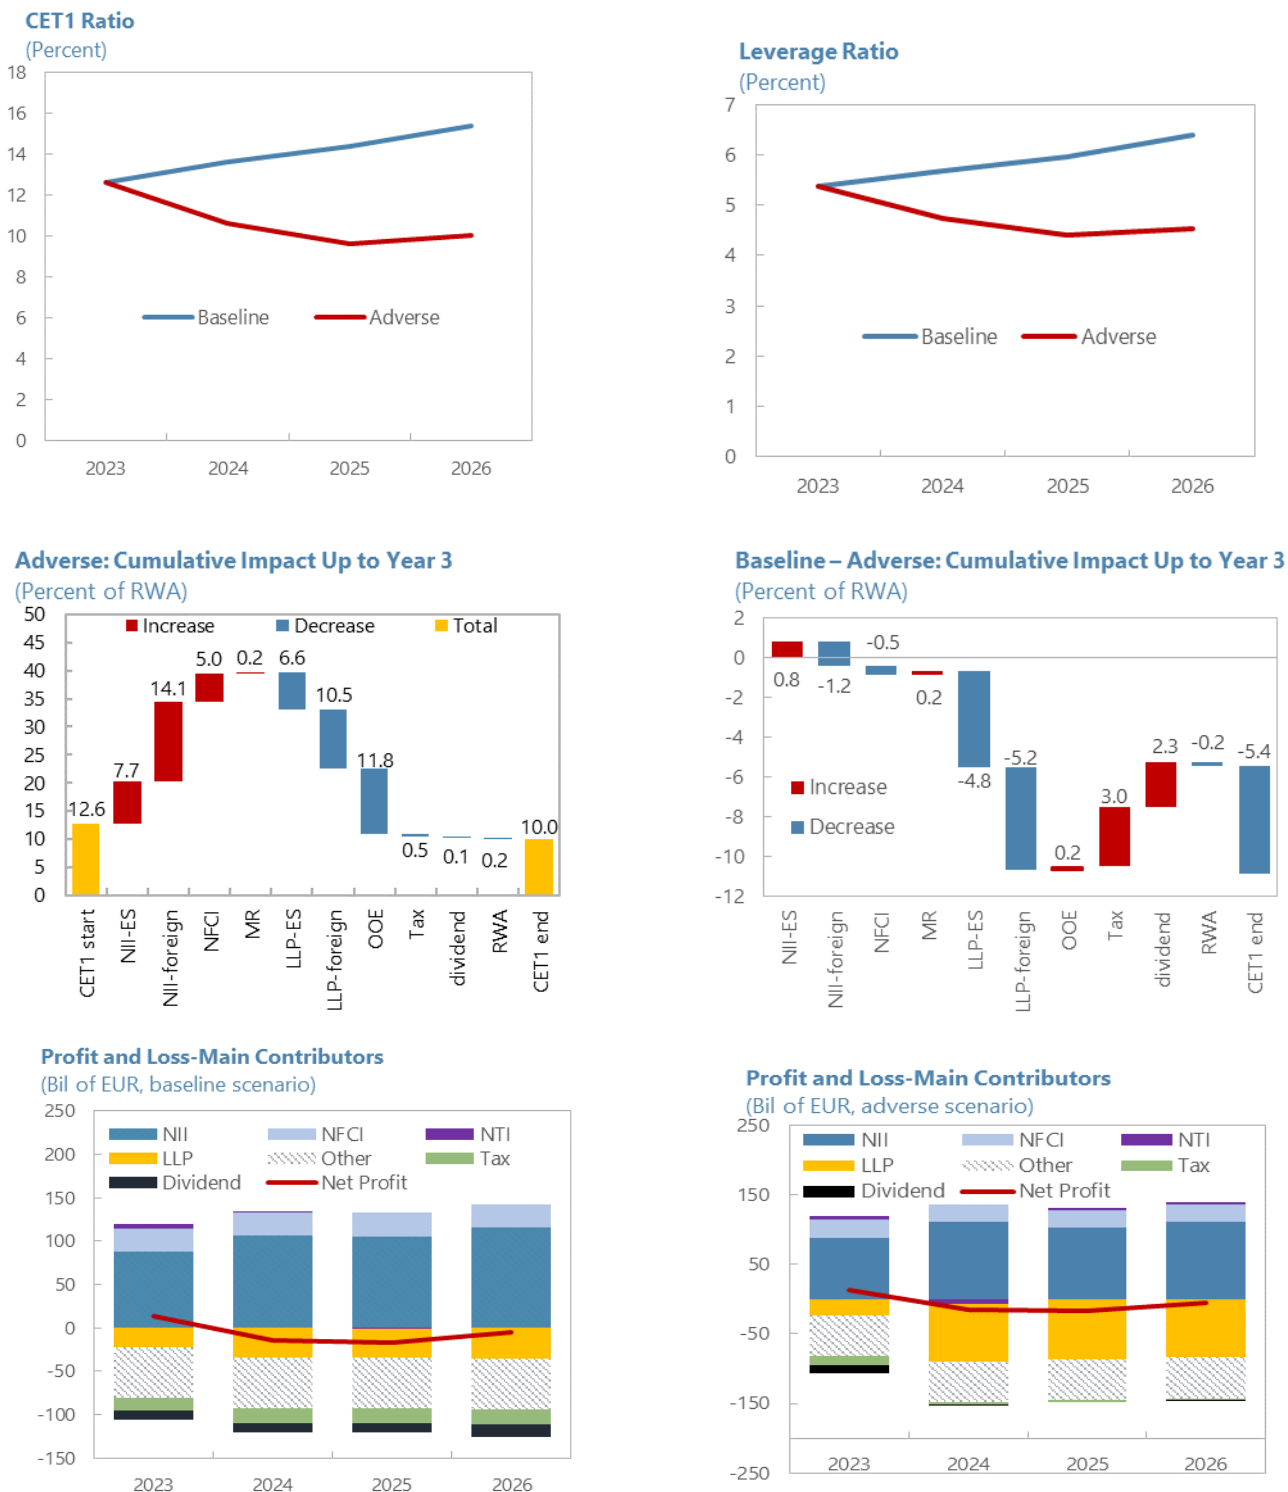 CET1 Ratio
(Percent)
18
16
14
12
10
8
6
4
2
0
Baseline
Adverse
2023 2024 2025 2026
Leverage Ratio
(Percent)
7
6
5
4
3
2
1
0
Baseline
Adverse
2023 2024 2025 2026
Adverse: Cumulative Impact Up to Year 3
(Percent of RWA)
50
45
40
35
30
25
20
15
10
5
0
Increase Decrease Total
12.6
7.7
14.1
5.0
0.2
6.6
10.5
11.8
0.5
0.1
0.2
10.0
CET1 start
NII-ES
NII-foreign
NFCI
MR
LLP-ES
LLP-foreign
OOE
Tax
dividend
RWA
CET1 end
Baseline – Adverse: Cumulative Impact Up to Year 3
(Percent of RWA)
2
0
-2
-4
-6
-8
-10
-12
0.8
-1.2
-0.5
0.2
-4.8
-5.2
0.2
3.0
2.3
-0.2
-5.4
Increase
Decrease
NII-ES
NII-foreign
NFCI
MR
LLP-ES
LLP-foreign
OOE
Tax
dividend
RWA
CET1 end
Profit and Loss-Main Contributors
(Bil of EUR, baseline scenario)
250
200
150
100
50
0
-50
-100
-150
NII NFCI NTI
LLP Other Tax
Dividend Net Profit
2023 2024 2025 2026
Profit and Loss-Main Contributors
(Bil of EUR, adverse scenario)
250
150
50
-50
-150
-250
NII NFCI NTI
LLP Other Tax
Dividend Net Profit
2023 2024 2025 2026